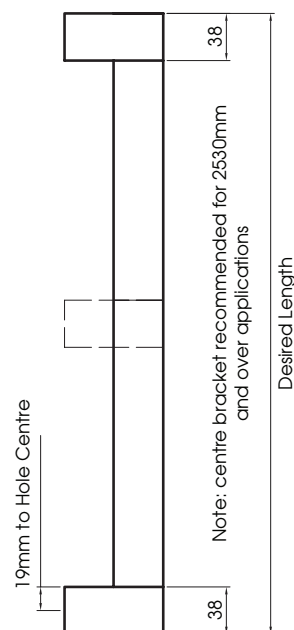 19mm to Hole Centre
38
38
Note: centre bracket recommended for 2530mm
and over applications
Desired Length